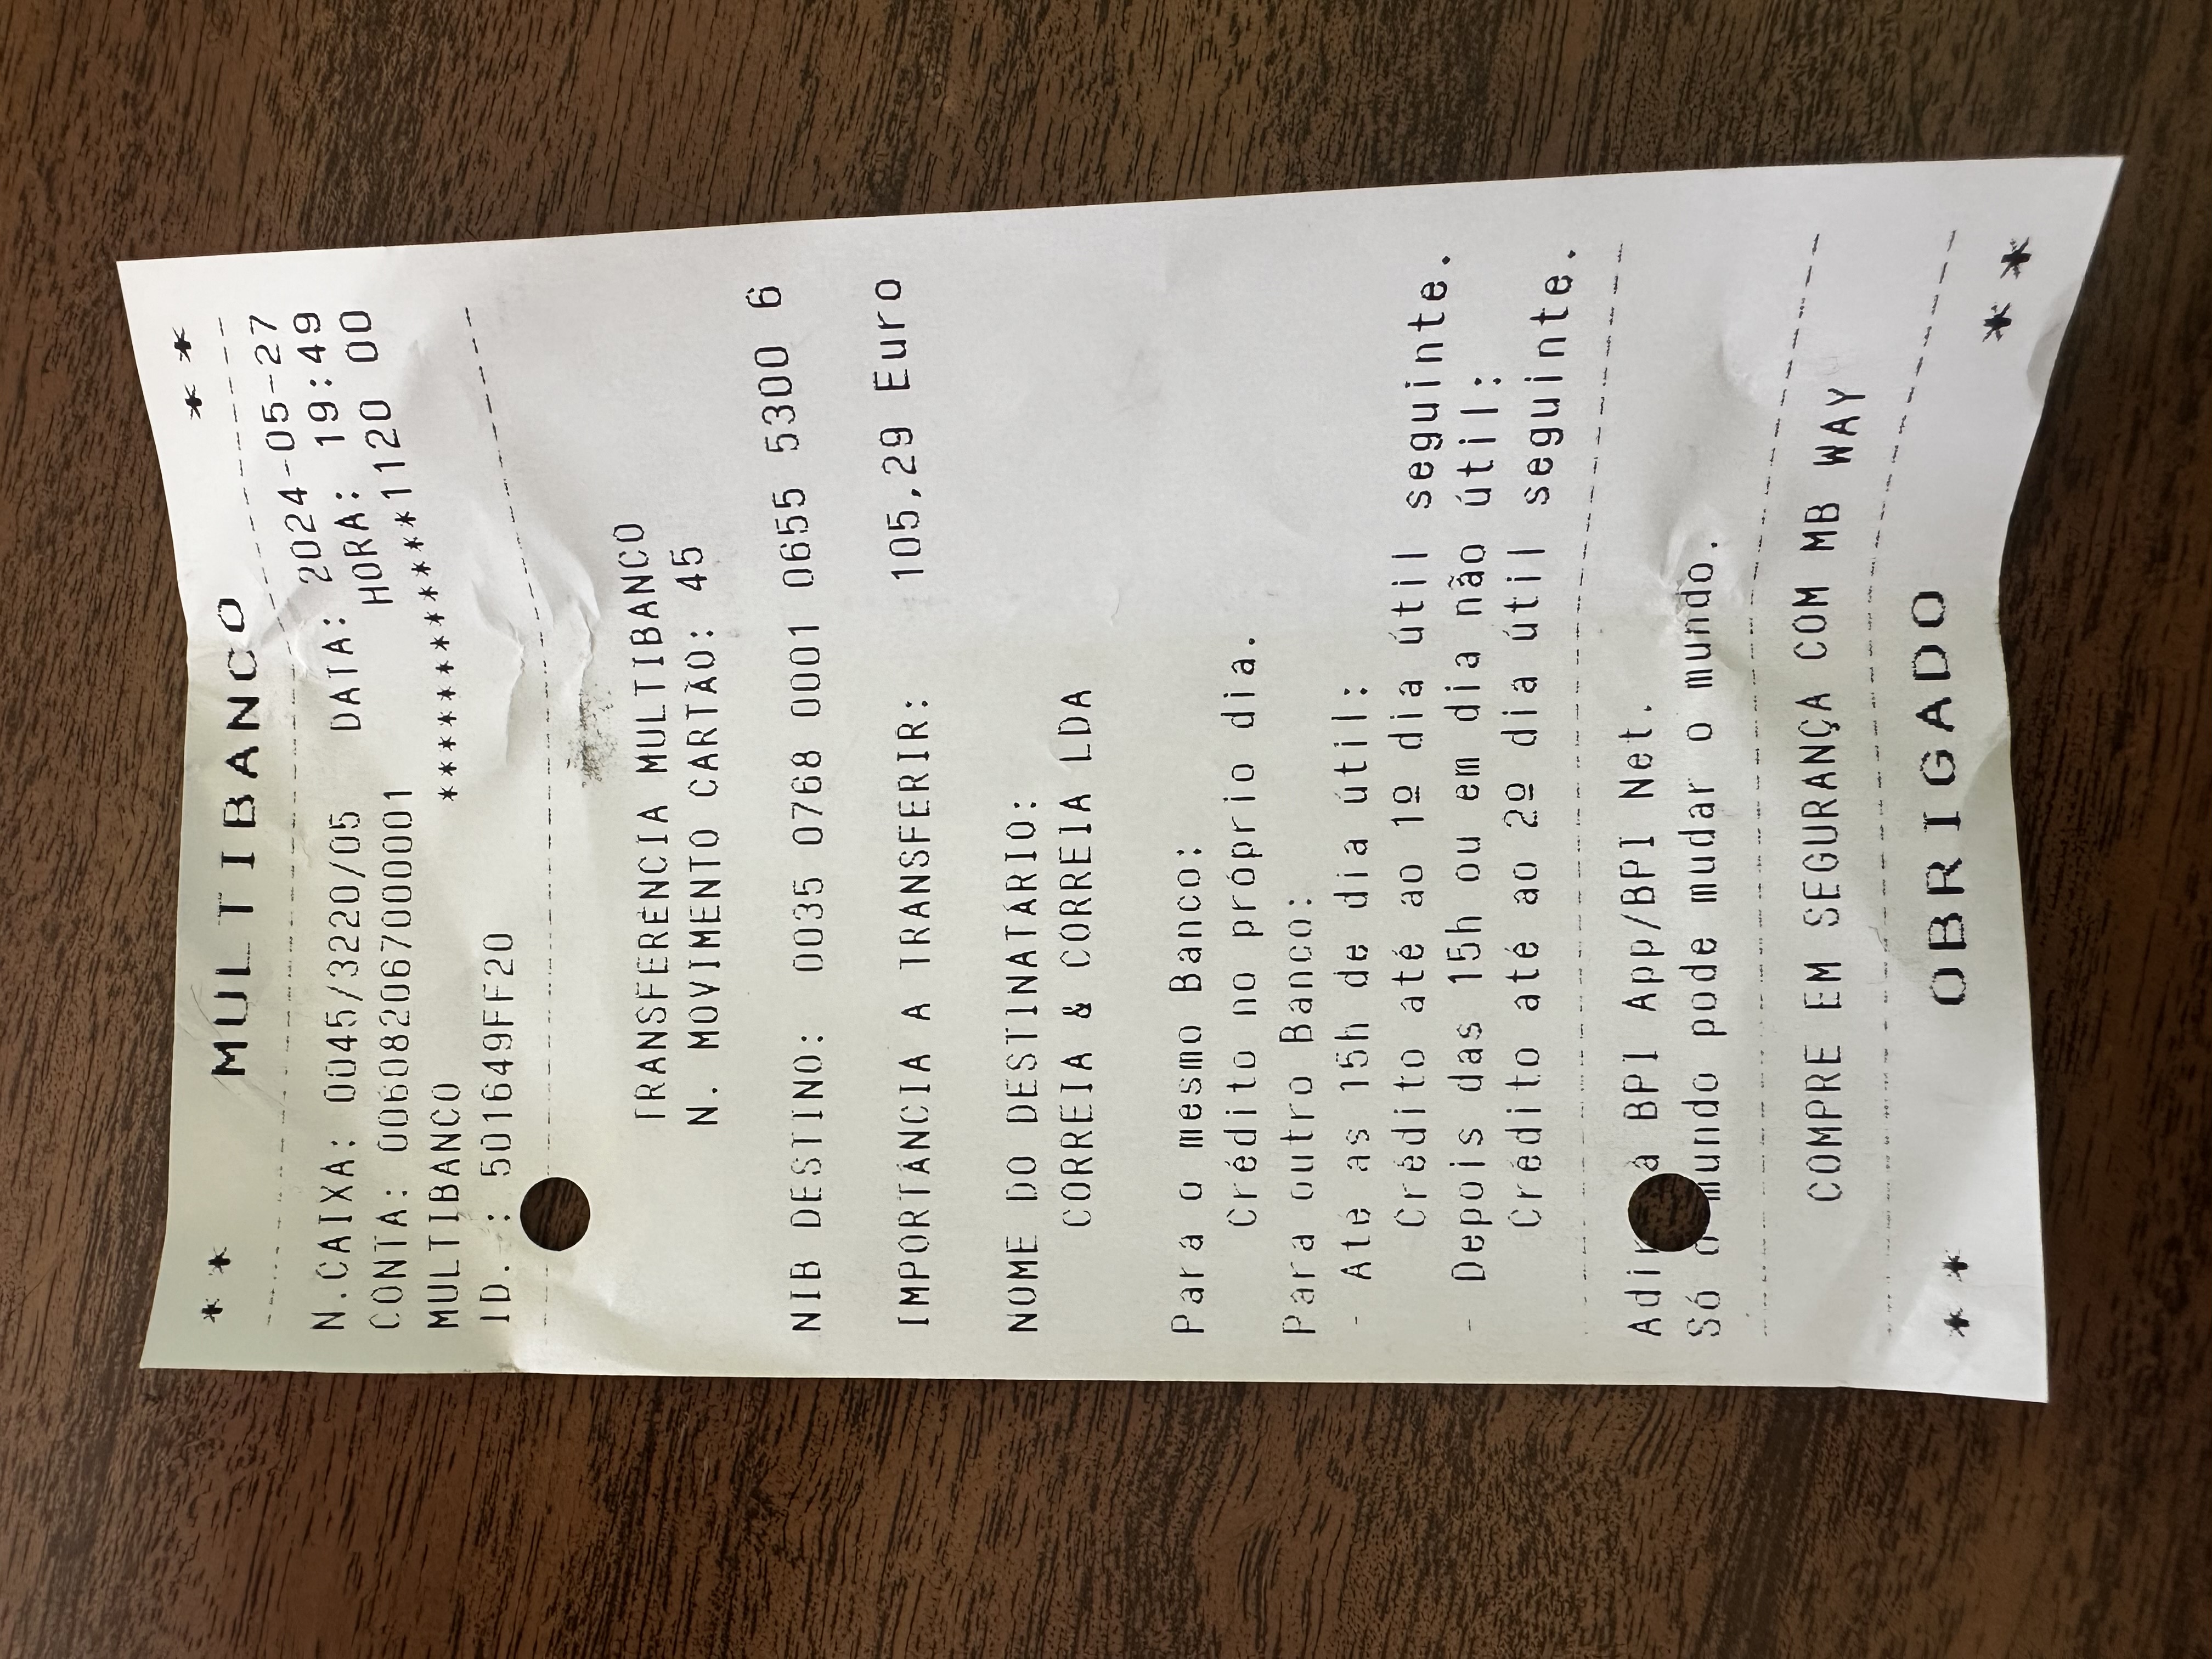 ** MULTIBANCO **
N.CAIXA: 0045/3220/05 DATA: 2024-05-27
CONTA: 00608206700001 HORA: 19:49
MULTIBANCO ************1120 00
ID.: 501649FF20
TRANSFERÊNCIA MULTIBANCO
N. MOVIMENTO CARTÃO: 45
NIB DESTINO: 0035 0768 0001 0655 5300 6
IMPORTÂNCIA A TRANSFERIR: 105,29 Euro
NOME DO DESTINATÁRIO:
CORREIA & CORREIA LDA
Para o mesmo Banco:
Crédito no próprio dia.
Para outro Banco:
- Até as 15h de dia útil:
Crédito até ao 1º dia útil seguinte.
- Depois das 15h ou em dia não útil:
Crédito até ao 2º dia útil seguinte.
à BPI App/BPI Net.
Só o mundo pode mudar o mundo.
COMPRE EM SEGURANÇA COM MB WAY
** OBRIGADO **